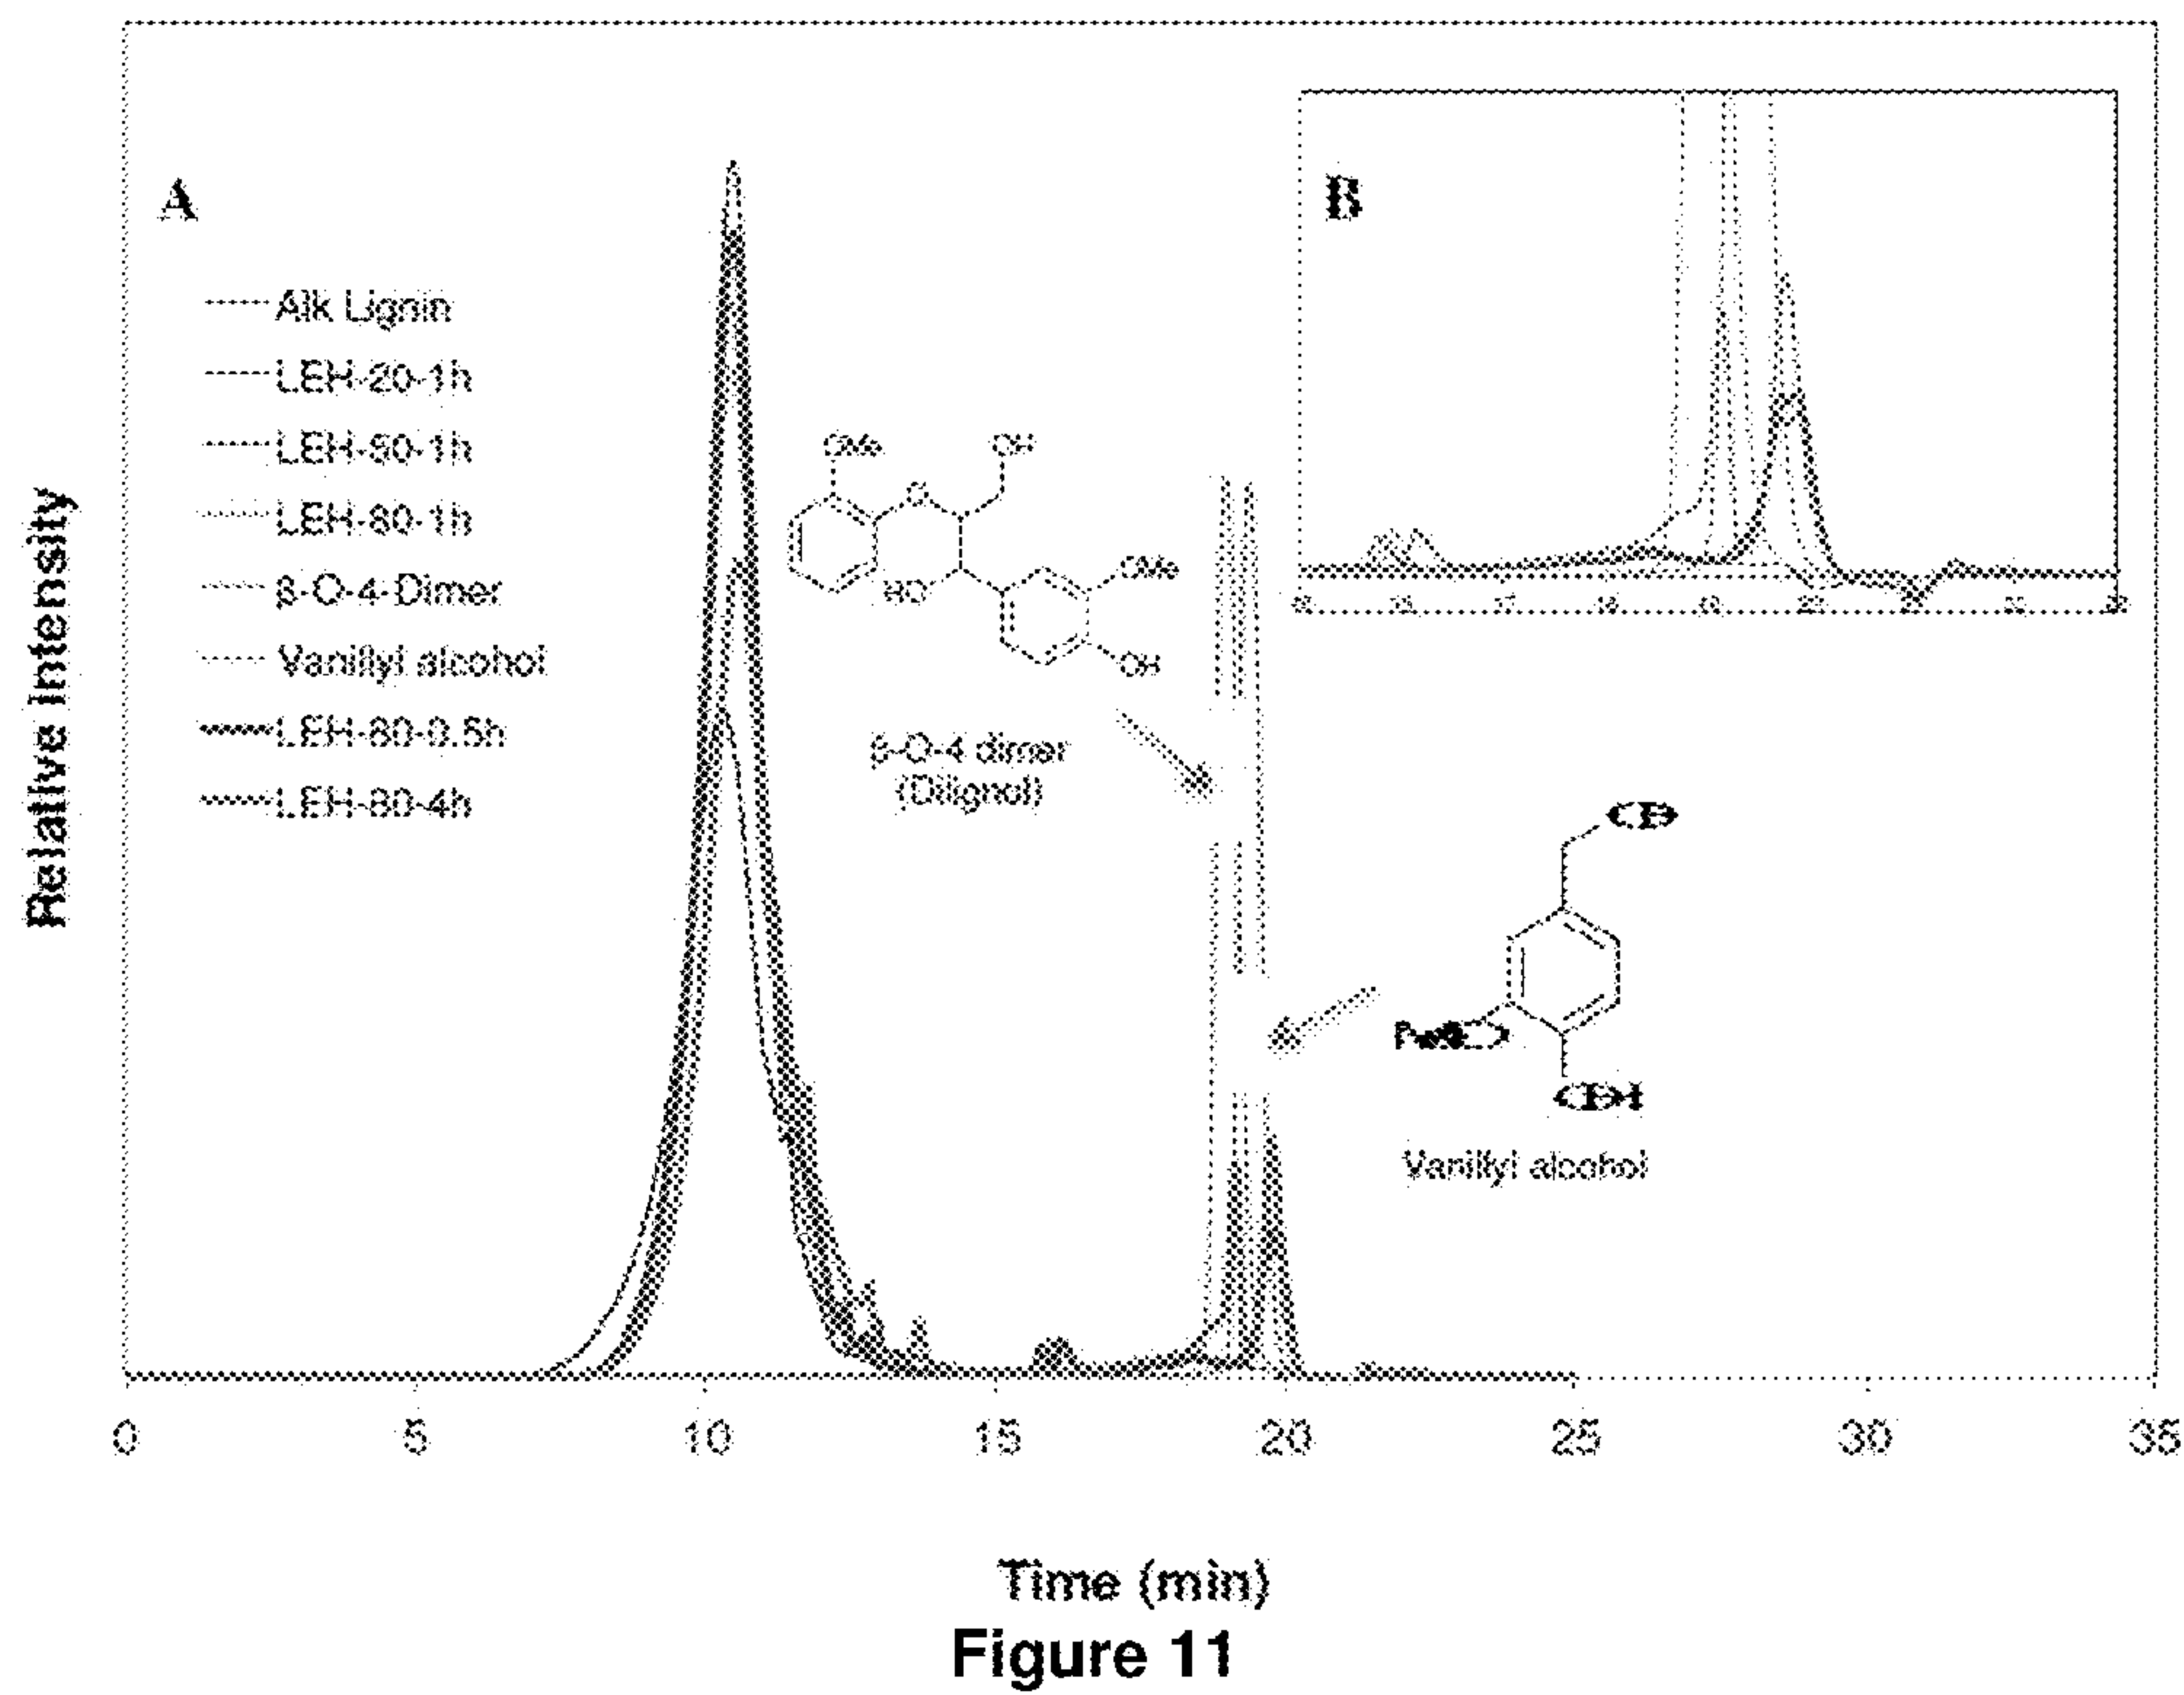 A
B
Alk Lignin
LEH-20-1h
LEH-50-1h
LEH-80-1h
β-O-4-Dimer
Vanillyl alcohol
LEH-80-0.5h
LEH-80-4h
OMe
OH
O
HO
OMe
OH
β-O-4 dimer
(Dilignol)
Vanillyl alcohol
Relative Intensity
0 5 10 15 20 25 30 35
Time (min)
Figure 11